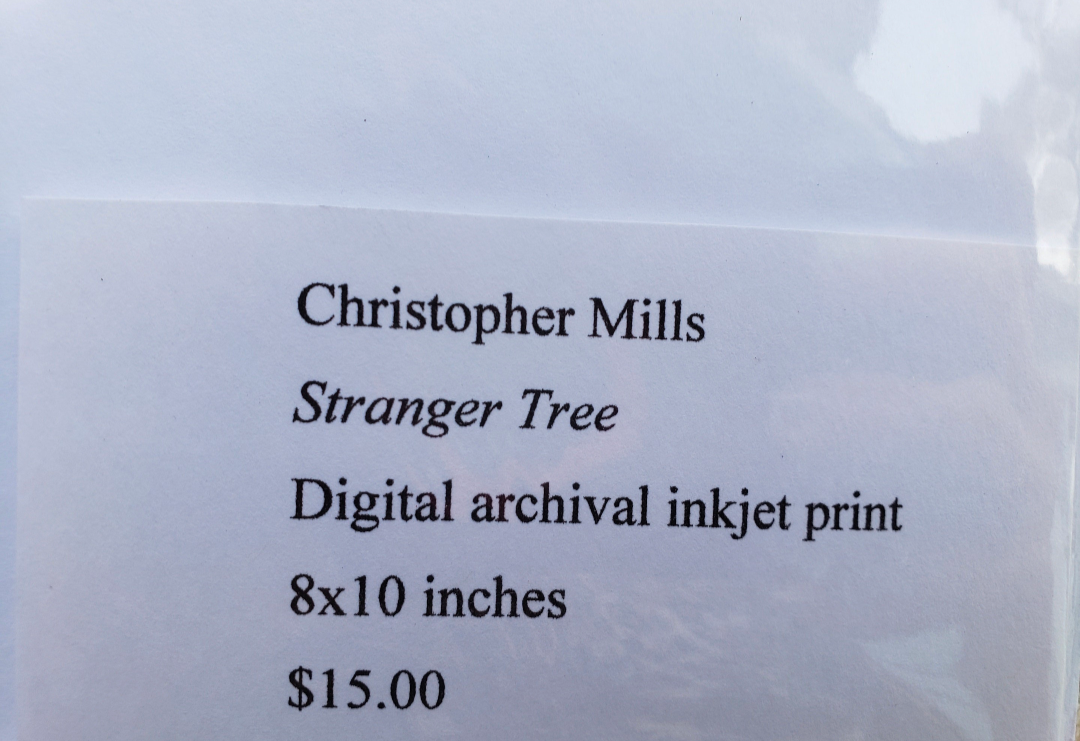 Christopher Mills
Stranger Tree
Digital archival inkjet print
8x10 inches
$15.00